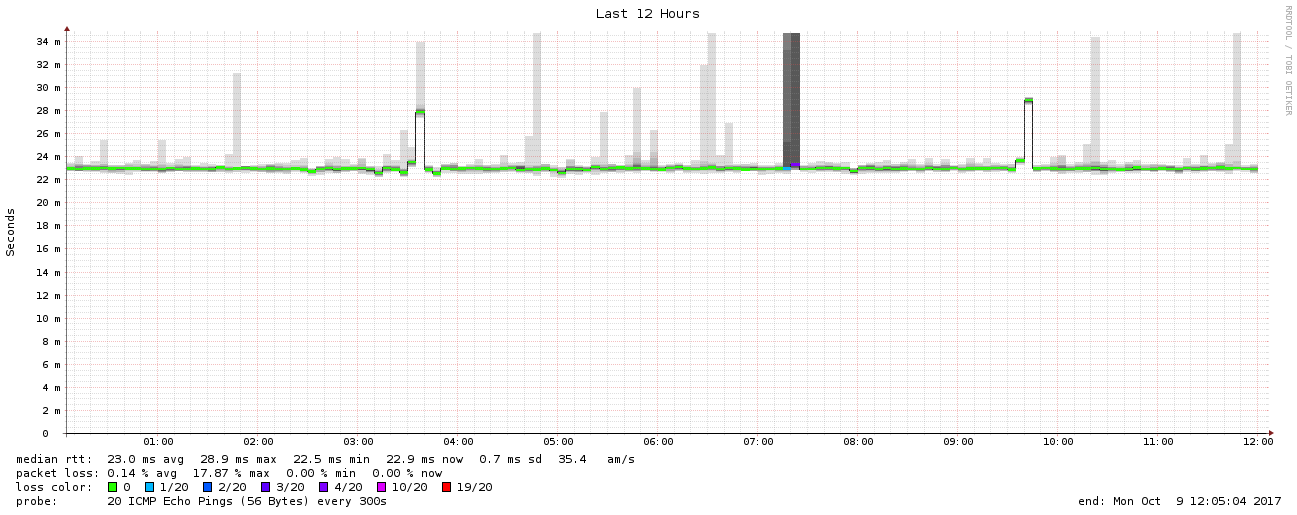 Last 12 Hours
RRDTOOL / TOBI OETIKER
Seconds
34 m
32 m
30 m
28 m
26 m
24 m
22 m
20 m
18 m
16 m
14 m
12 m
10 m
8 m
6 m
4 m
2 m
0
01:00 02:00 03:00 04:00 05:00 06:00 07:00 08:00 09:00 10:00 11:00 12:00
median rtt: 23.0 ms avg 28.9 ms max 22.5 ms min 22.9 ms now 0.7 ms sd 35.4 am/s
packet loss: 0.14 % avg 17.87 % max 0.00 % min 0.00 % now
loss color: 0 1/20 2/20 3/20 4/20 10/20 19/20
probe: 20 ICMP Echo Pings (56 Bytes) every 300s end: Mon Oct 9 12:05:04 2017